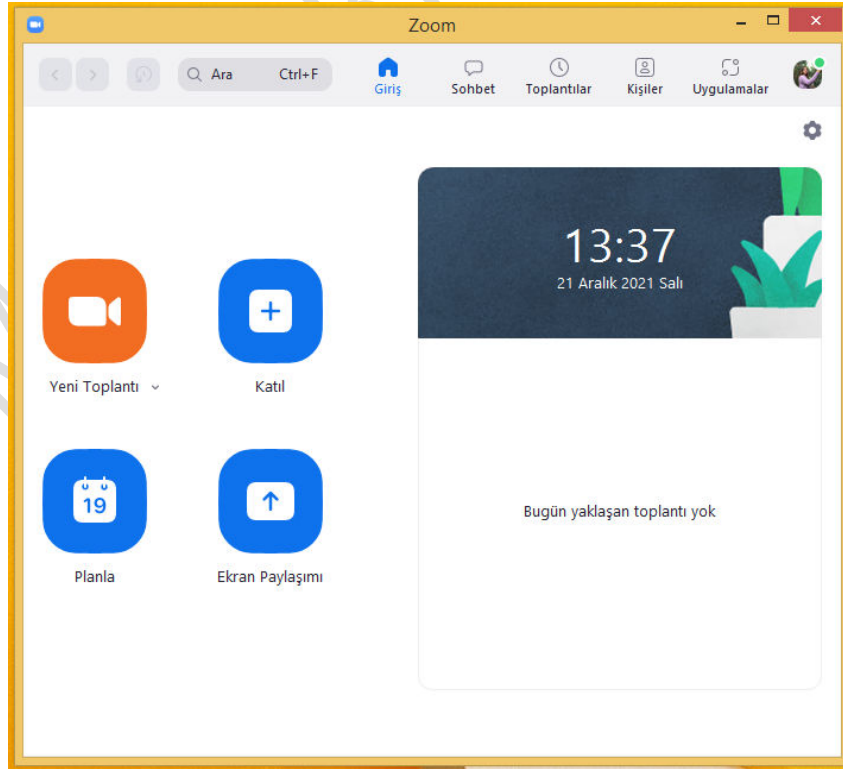 Zoom
Ara Ctrl+F
Giriş
Sohbet
Toplantılar
Kişiler
Uygulamalar
13:37
21 Aralık 2021 Salı
Yeni Toplantı
Katıl
19
Planla
Ekran Paylaşımı
Bugün yaklaşan toplantı yok